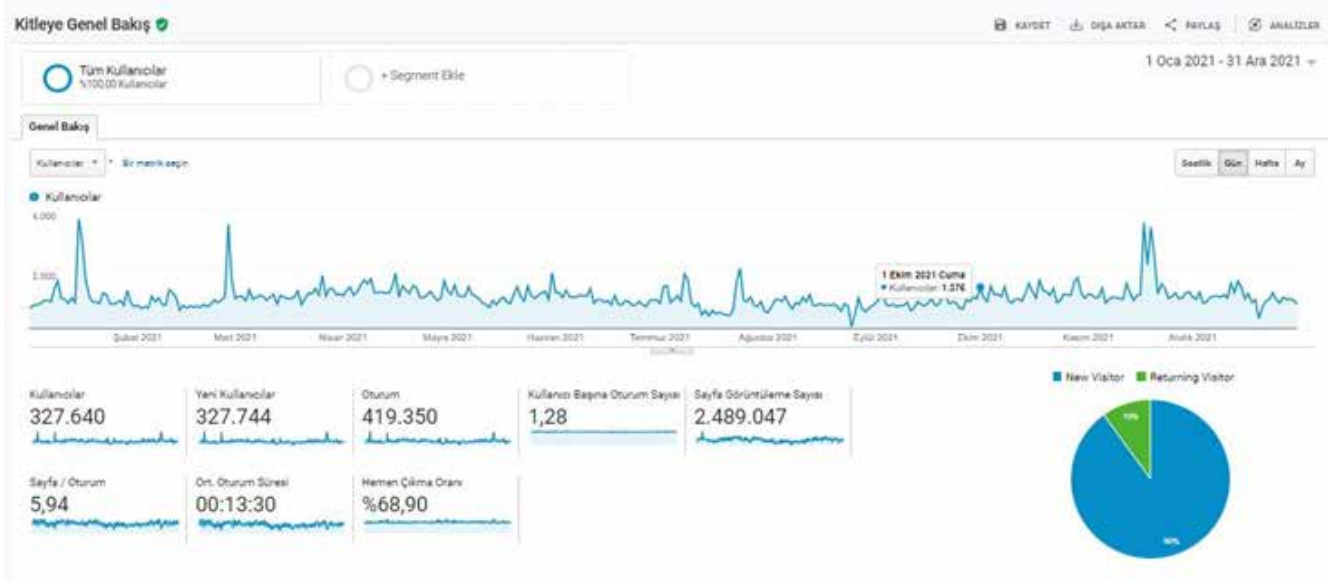 Kitleye Genel Bakış
KAYDET DIŞA AKTAR PAYLAŞ ANALİZLER
Tüm Kullanıcılar
%100,00 Kullanıcılar
+ Segment Ekle
1 Oca 2021 - 31 Ara 2021
Genel Bakış
Kullanıcılar
Bir metrik seçin
Saatlik Gün Hafta Ay
Kullanıcılar
4.000
2.000
1 Ekim 2021 Cuma
Kullanıcılar: 1.376
Şubat 2021 Mart 2021 Nisan 2021 Mayıs 2021 Haziran 2021 Temmuz 2021 Ağustos 2021 Eylül 2021 Ekim 2021 Kasım 2021 Aralık 2021
New Visitor Returning Visitor
Kullanıcılar
327.640
Yeni Kullanıcılar
327.744
Oturum
419.350
Kullanıcı Başına Oturum Sayısı
1,28
Sayfa Görüntüleme Sayısı
2.489.047
Sayfa / Oturum
5,94
Ort. Oturum Süresi
00:13:30
Hemen Çıkma Oranı
%68,90
10%
90%